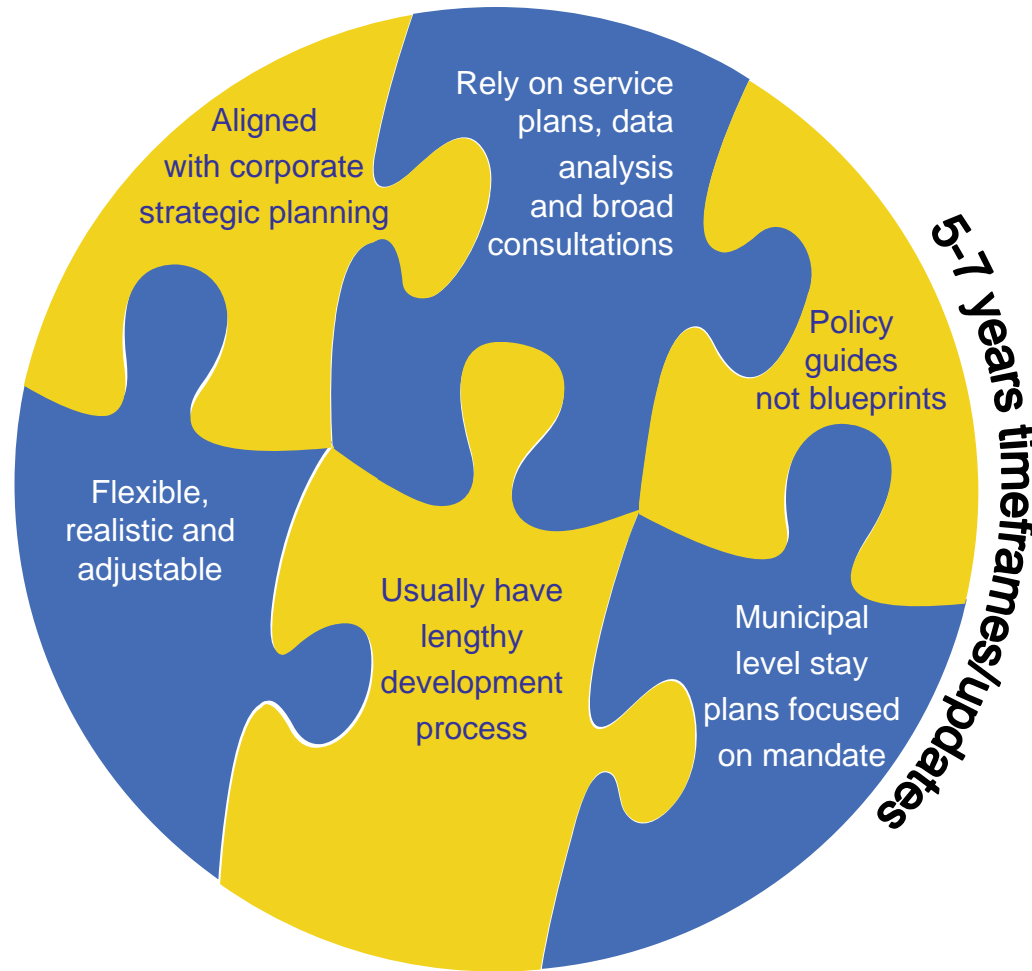 Aligned
with corporate
strategic planning
Rely on service
plans, data
analysis
and broad
consultations
Policy
guides
not blueprints
Flexible,
realistic and
adjustable
Usually have
lengthy
development
process
Municipal
level stay
plans focused
on mandate
5-7 years timeframes/updates